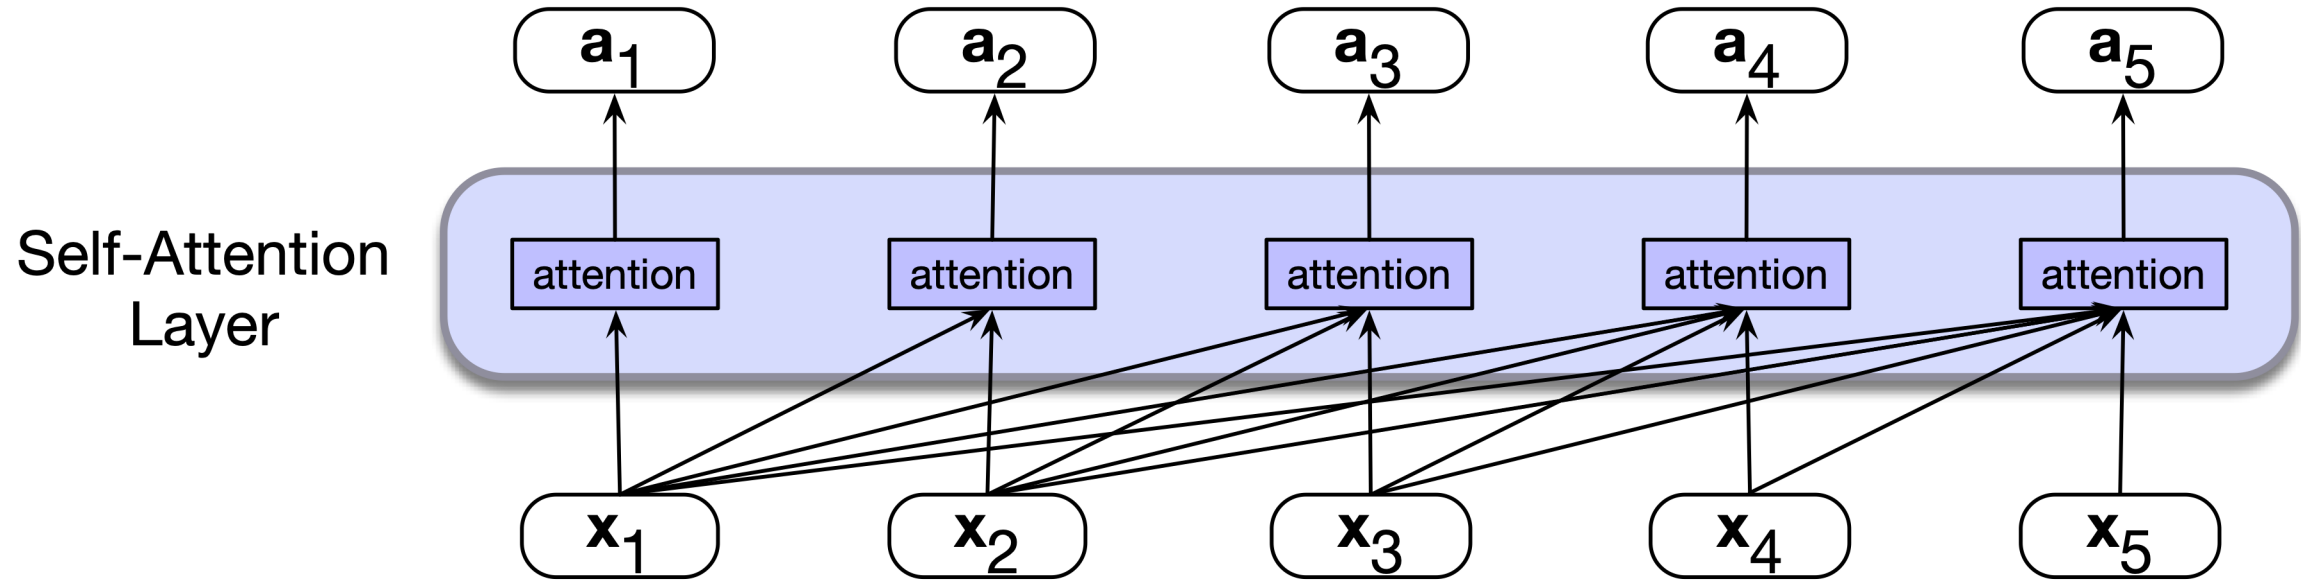 a1 a2 a3 a4 a5
Self-Attention
Layer
attention attention attention attention attention
x1 x2 x3 x4 x5